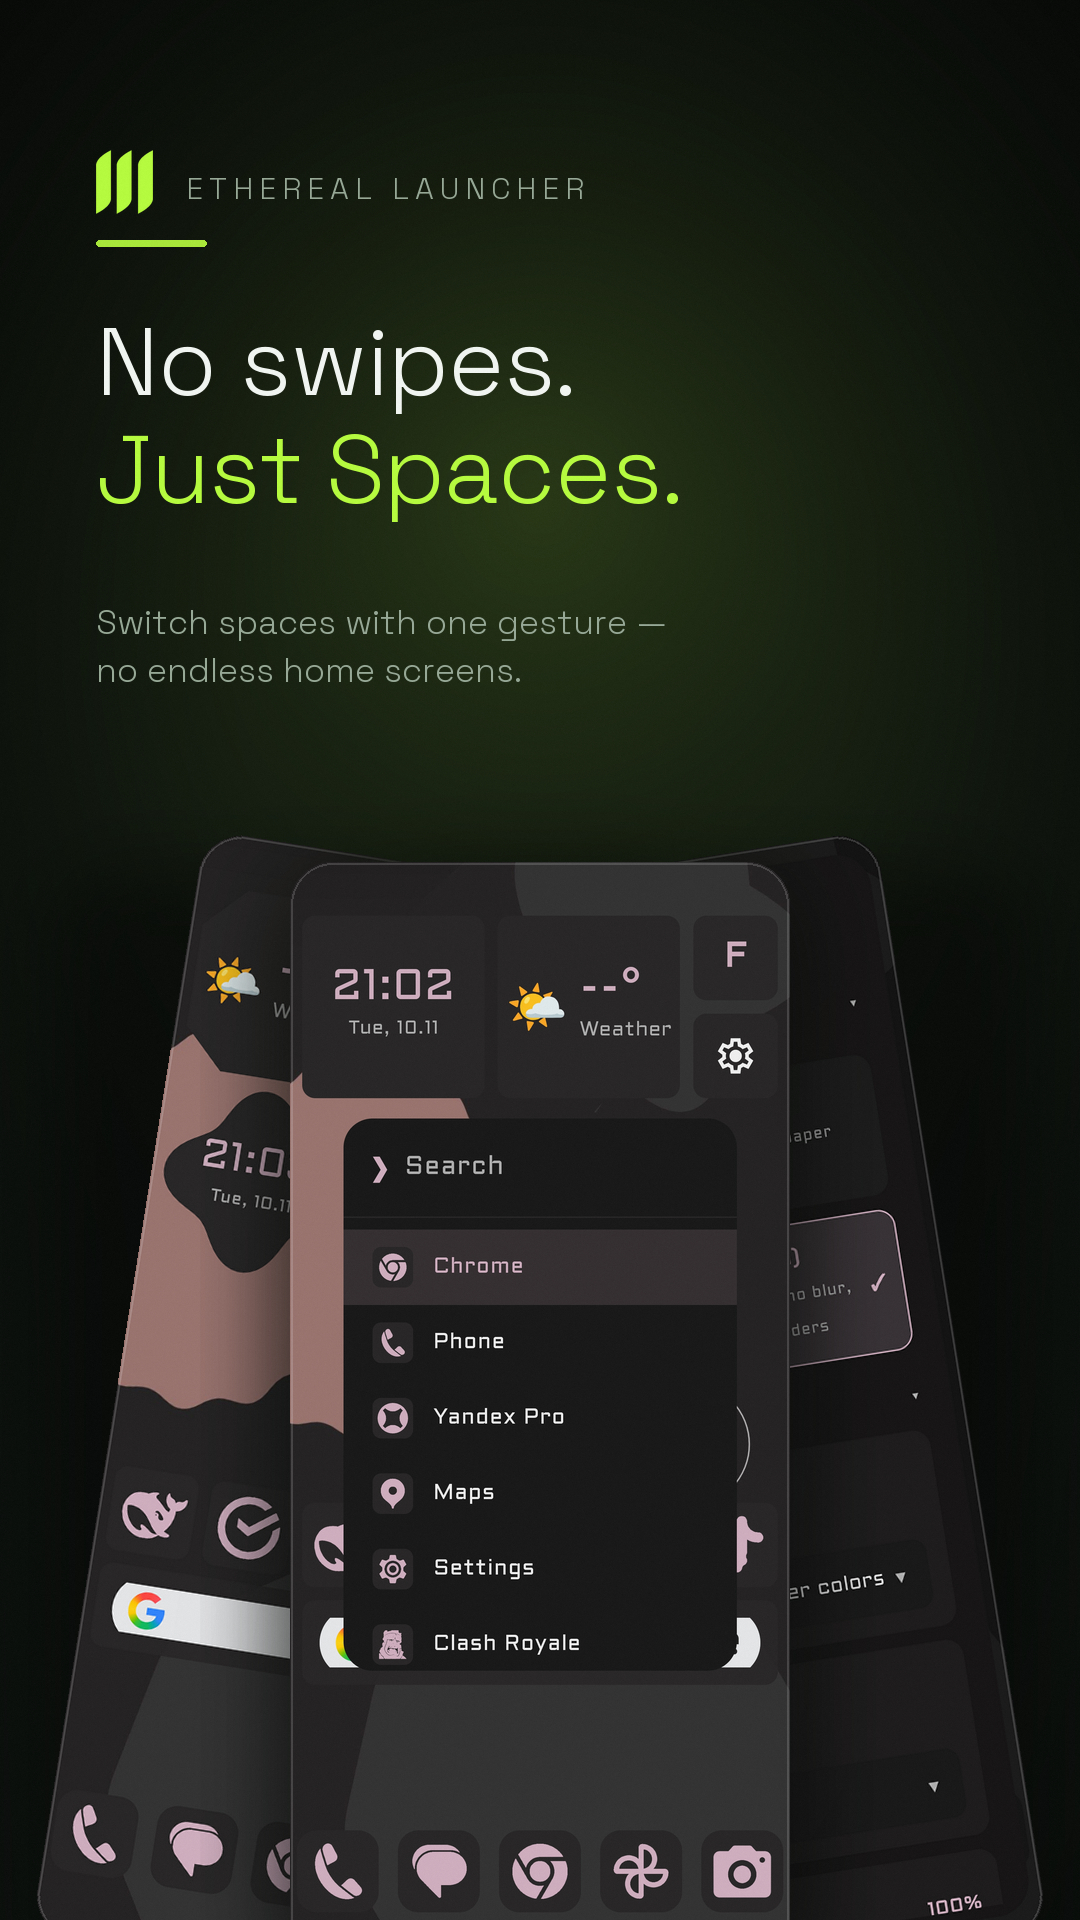 ETHEREAL LAUNCHER
No swipes.
Just Spaces.
Switch spaces with one gesture —
no endless home screens.
21:02
Tue, 10.11
--°
Weather
F
Search
Chrome
Phone
Yandex Pro
Maps
Settings
Clash Royale
21:0
Tue, 10.11
no blur,
colors
100%